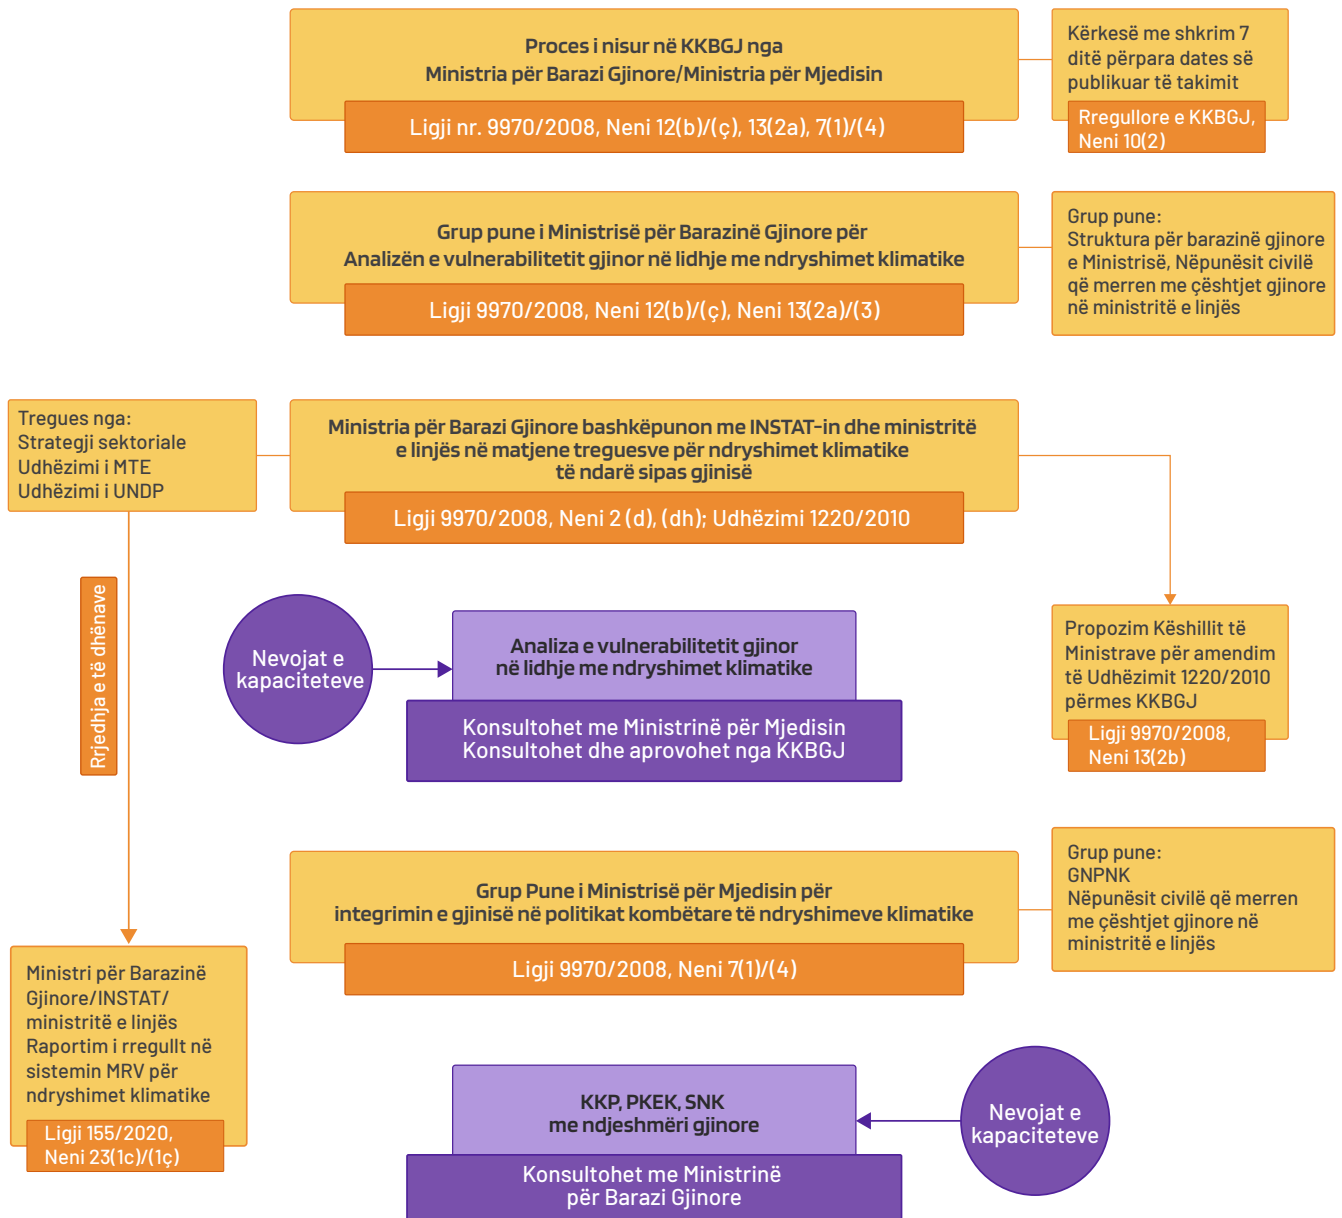 Proces i nisur në KKBGJ nga
Ministria për Barazi Gjinore/Ministria për Mjedisin
Ligji nr. 9970/2008, Neni 12(b)/(ç), 13(2a), 7(1)/(4)
Kërkesë me shkrim 7
ditë përpara dates së
publikuar të takimit
Rregullore e KKBGJ,
Neni 10(2)
Grup pune i Ministrisë për Barazinë Gjinore për
Analizën e vulnerabilitetit gjinor në lidhje me ndryshimet klimatike
Ligji 9970/2008, Neni 12(b)/(ç), Neni 13(2a)/(3)
Grup pune:
Struktura për barazinë gjinore
e Ministrisë, Nëpunësit civilë
që merren me çështjet gjinore
në ministritë e linjës
Tregues nga:
Strategji sektoriale
Udhëzimi i MTE
Udhëzimi i UNDP
Ministria për Barazi Gjinore bashkëpunon me INSTAT-in dhe ministritë
e linjës në matjene treguesve për ndryshimet klimatike
të ndarë sipas gjinisë
Ligji 9970/2008, Neni 2 (d), (dh); Udhëzimi 1220/2010
Rrjedhja e të dhënave
Nevojat e
kapaciteteve
Analiza e vulnerabilitetit gjinor
në lidhje me ndryshimet klimatike
Konsultohet me Ministrinë për Mjedisin
Konsultohet dhe aprovohet nga KKBGJ
Propozim Këshillit të
Ministrave për amendim
të Udhëzimit 1220/2010
përmes KKBGJ
Ligji 9970/2008,
Neni 13(2b)
Grup Pune i Ministrisë për Mjedisin për
integrimin e gjinisë në politikat kombëtare të ndryshimeve klimatike
Ligji 9970/2008, Neni 7(1)/(4)
Grup pune:
GNPNK
Nëpunësit civilë që merren
me çështjet gjinore në
ministritë e linjës
Ministri për Barazinë
Gjinore/INSTAT/
ministritë e linjës
Raportim i rregullt në
sistemin MRV për
ndryshimet klimatike
Ligji 155/2020,
Neni 23(1c)/(1ç)
KKP, PKEK, SNK
me ndjeshmëri gjinore
Konsultohet me Ministrinë
për Barazi Gjinore
Nevojat e
kapaciteteve